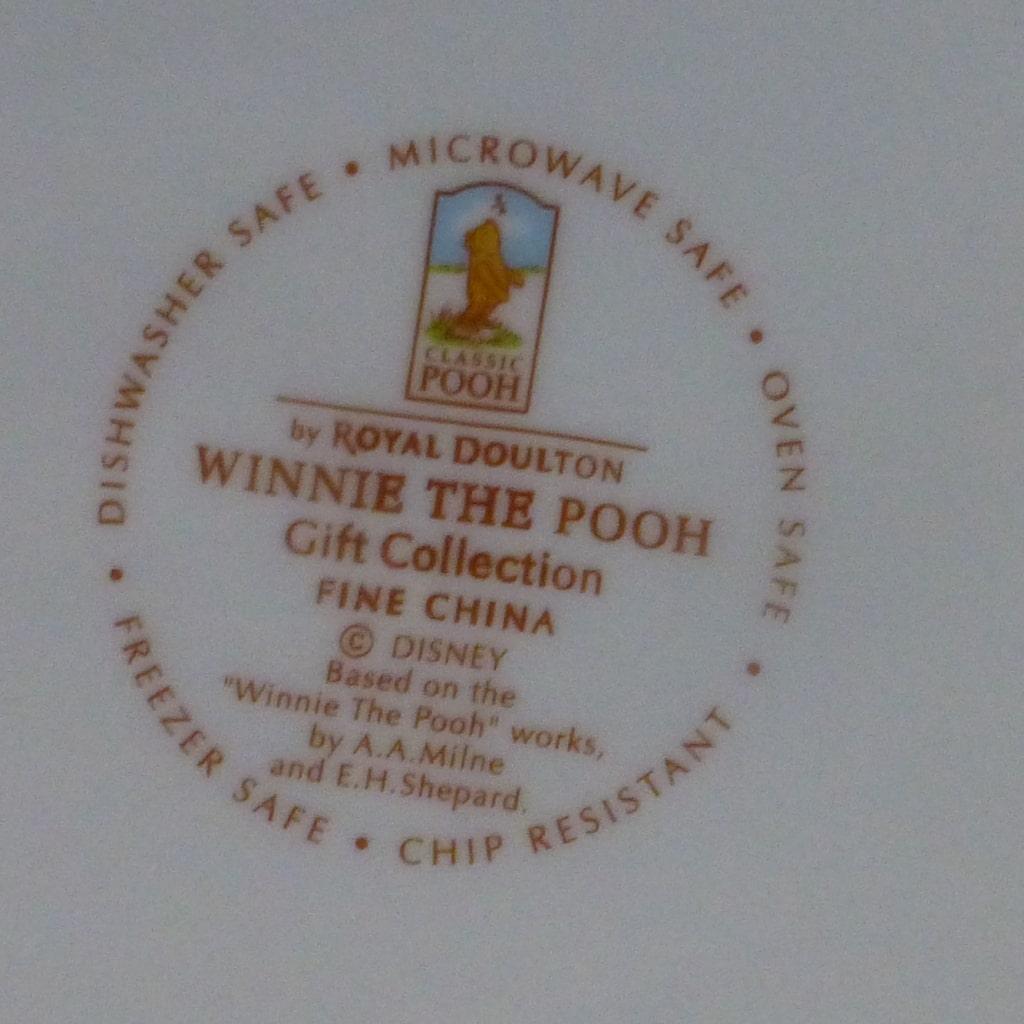 DISHWASHER SAFE • MICROWAVE SAFE • OVEN SAFE • CHIP RESISTANT • FREEZER SAFE •
CLASSIC
POOH
by ROYAL DOULTON
WINNIE THE POOH
Gift Collection
FINE CHINA
© DISNEY
Based on the
"Winnie The Pooh" works,
by A.A.Milne
and E.H.Shepard.